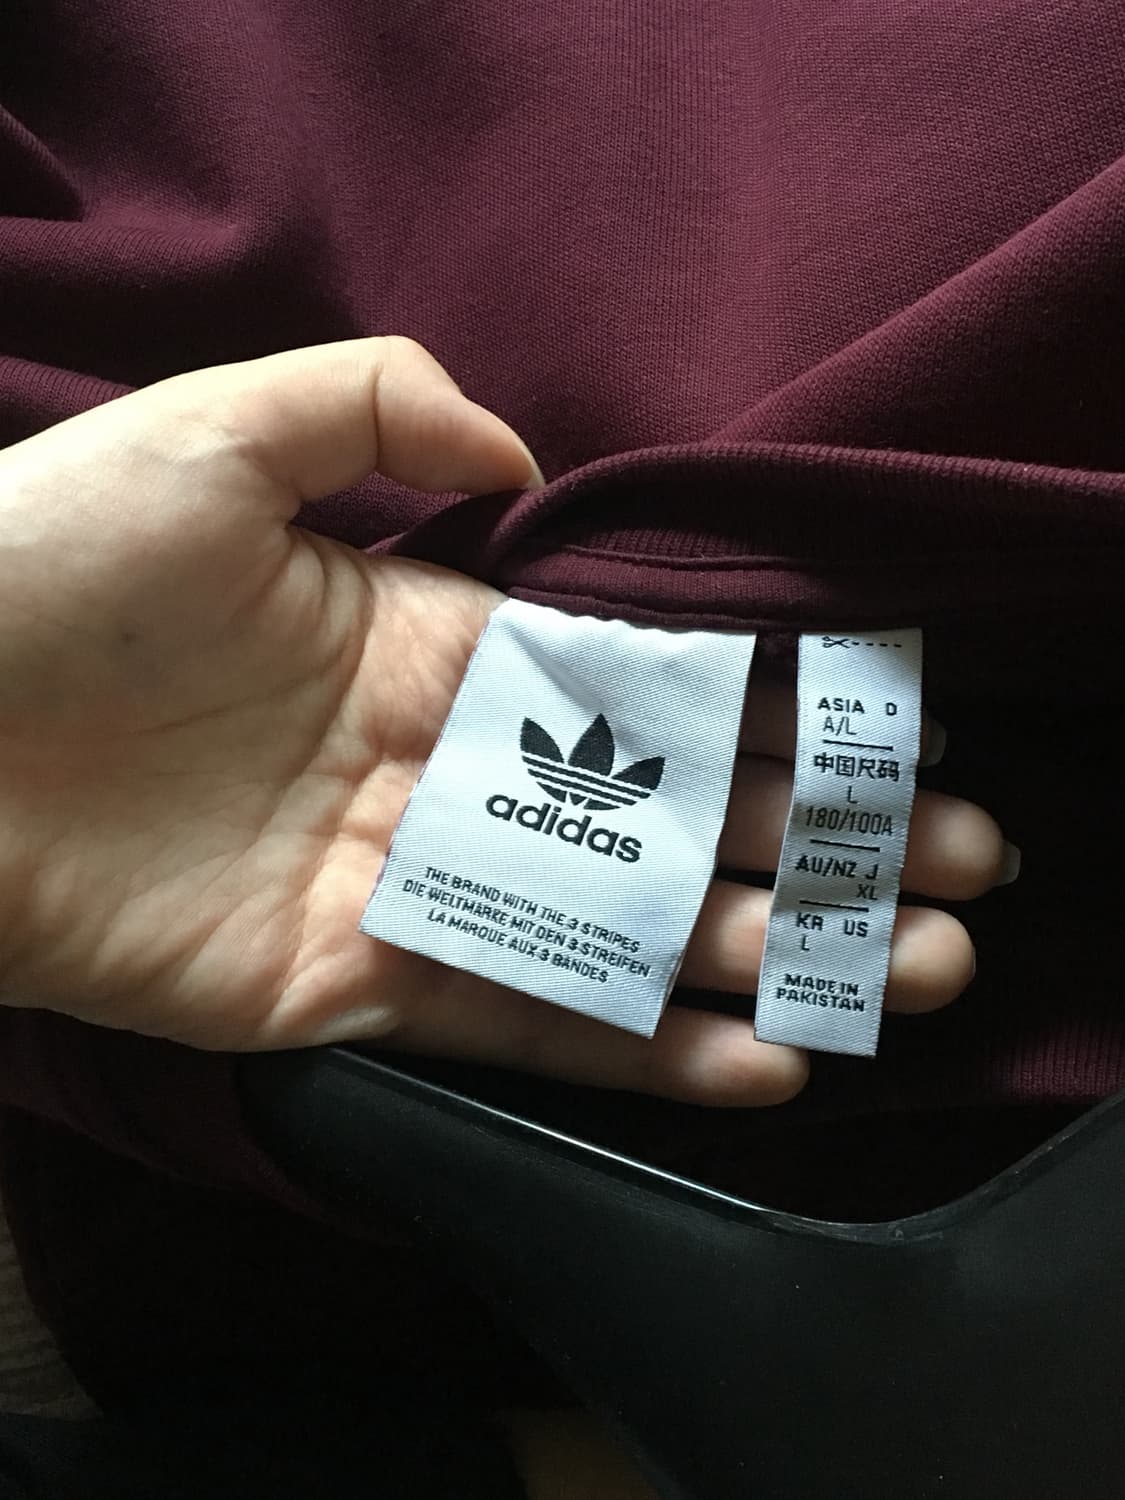 adidas
THE BRAND WITH THE 3 STRIPES
DIE WELTMARKE MIT DEN 3 STREIFEN
LA MARQUE AUX 3 BANDES
ASIA D
A/L
中国尺码
L
180/100A
AU/NZ J
XL
KR US
L
MADE IN
PAKISTAN